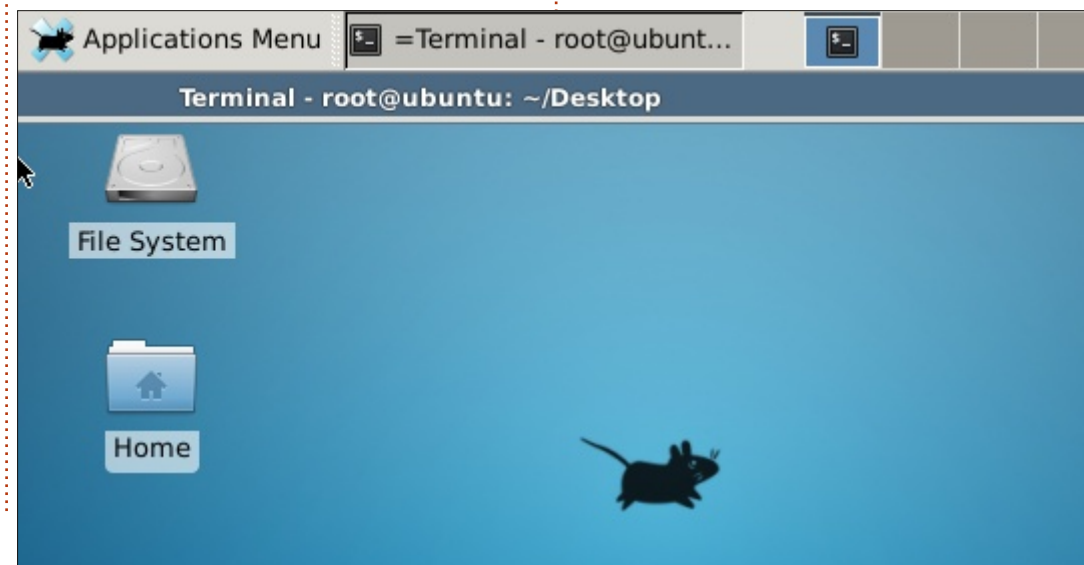 Applications Menu
=Terminal - root@ubunt...
Terminal - root@ubuntu: ~/Desktop
File System
Home